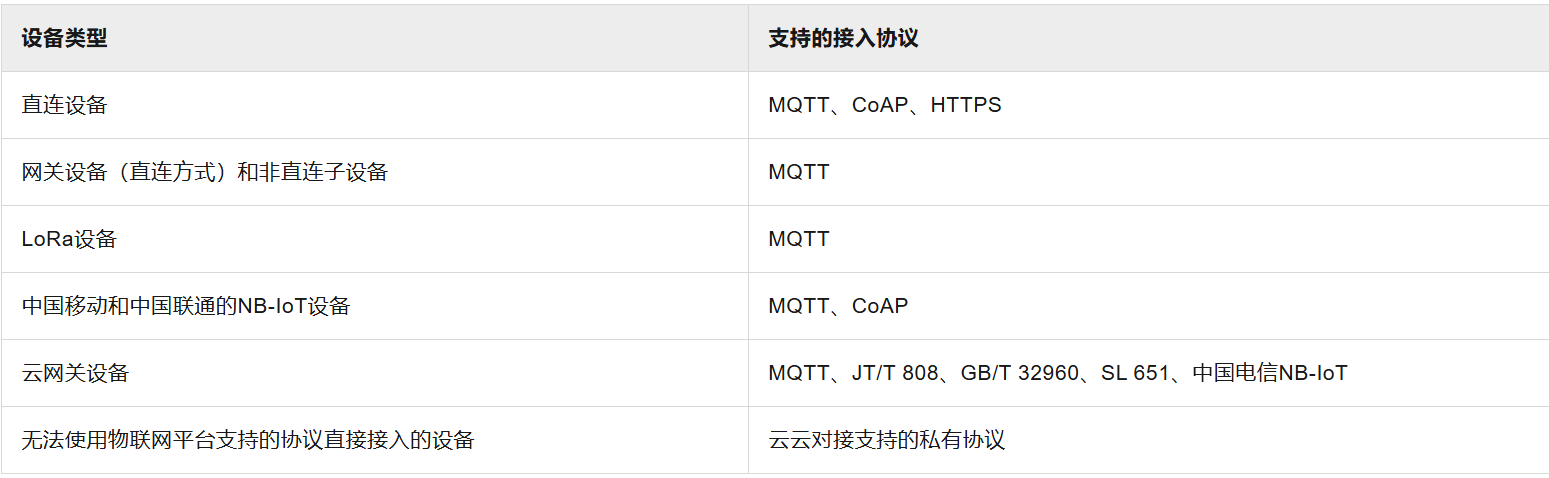 设备类型 支持的接入协议
直连设备 MQTT、CoAP、HTTPS
网关设备（直连方式）和非直连子设备 MQTT
LoRa设备 MQTT
中国移动和中国联通的NB-IoT设备 MQTT、CoAP
云网关设备 MQTT、JT/T 808、GB/T 32960、SL 651、中国电信NB-IoT
无法使用物联网平台支持的协议直接接入的设备 云云对接支持的私有协议